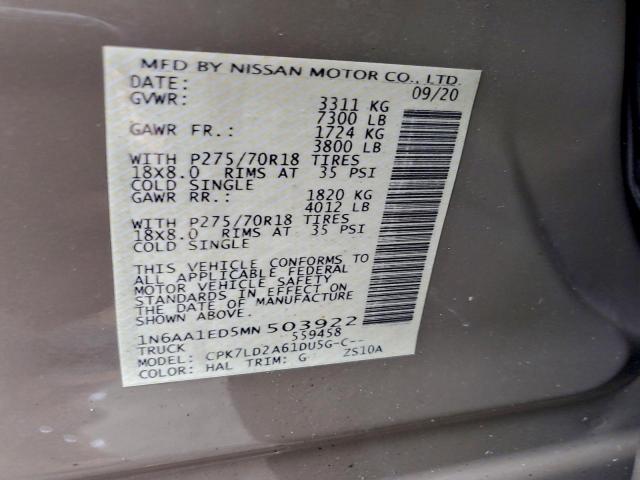 MFD BY NISSAN MOTOR CO., LTD.
DATE: 09/20
GVWR: 3311 KG
7300 LB
GAWR FR.: 1724 KG
3800 LB
WITH P275/70R18 TIRES
18X8.0 RIMS AT 35 PSI
COLD SINGLE
GAWR RR.: 1820 KG
4012 LB
WITH P275/70R18 TIRES
18X8.0 RIMS AT 35 PSI
COLD SINGLE
THIS VEHICLE CONFORMS TO
ALL APPLICABLE FEDERAL
MOTOR VEHICLE SAFETY
STANDARDS IN EFFECT ON
THE DATE OF MANUFACTURE
SHOWN ABOVE.
1N6AA1ED5MN 503922
TRUCK 559458
MODEL: CPK7LD2A61DU5G-C--
COLOR: HAL TRIM: G ZS10A